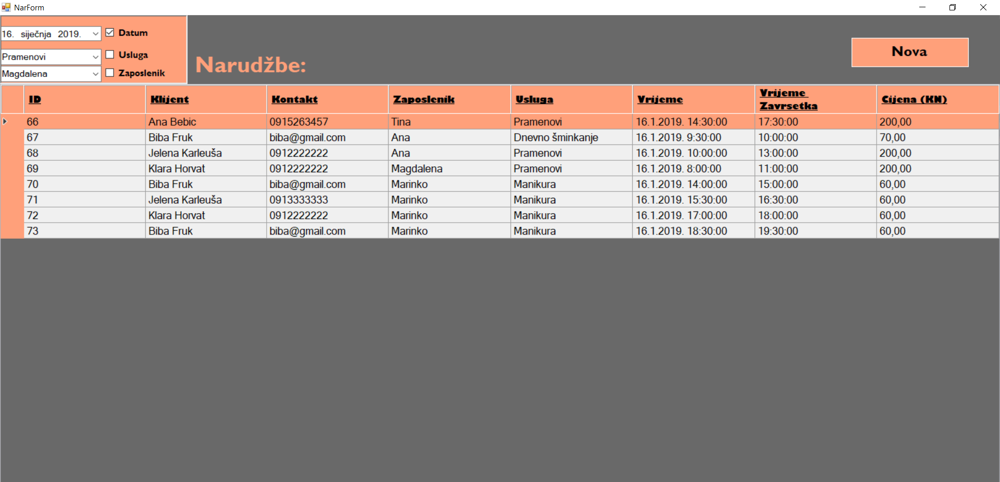 NarForm
16. siječnja 2019. Datum
Pramenovi Usluga
Magdalena Zaposlenik
Narudžbe:
Nova
ID Klijent Kontakt Zaposlenik Usluga Vrijeme Vrijeme Zavrsetka Cijena (KN)
66 Ana Bebic 0915263457 Tina Pramenovi 16.1.2019. 14:30:00 17:30:00 200,00
67 Biba Fruk biba@gmail.com Ana Dnevno šminkanje 16.1.2019. 9:30:00 10:00:00 70,00
68 Jelena Karleuša 0912222222 Ana Pramenovi 16.1.2019. 10:00:00 13:00:00 200,00
69 Klara Horvat 0912222222 Magdalena Pramenovi 16.1.2019. 8:00:00 11:00:00 200,00
70 Biba Fruk biba@gmail.com Marinko Manikura 16.1.2019. 14:00:00 15:00:00 60,00
71 Jelena Karleuša 0913333333 Marinko Manikura 16.1.2019. 15:30:00 16:30:00 60,00
72 Klara Horvat 0912222222 Marinko Manikura 16.1.2019. 17:00:00 18:00:00 60,00
73 Biba Fruk biba@gmail.com Marinko Manikura 16.1.2019. 18:30:00 19:30:00 60,00